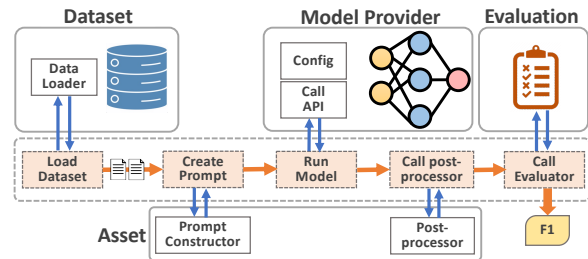 Dataset
Model Provider
Evaluation
Data
Loader
Config
Call
API
Load
Dataset
Create
Prompt
Run
Model
Call post-
processor
Call
Evaluator
Asset
Prompt
Constructor
Post-
processor
F1